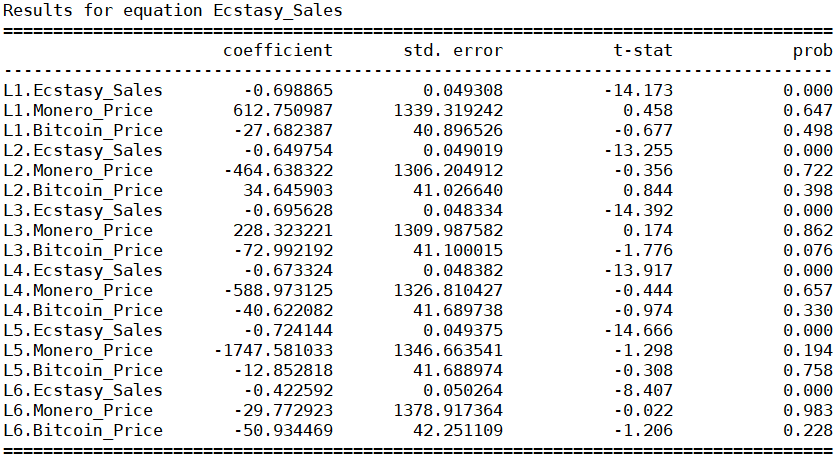 Results for equation Ecstasy_Sales
===================================================================================
                      coefficient       std. error           t-stat            prob
-----------------------------------------------------------------------------------
L1.Ecstasy_Sales        -0.698865         0.049308          -14.173           0.000
L1.Monero_Price        612.750987      1339.319242            0.458           0.647
L1.Bitcoin_Price       -27.682387        40.896526           -0.677           0.498
L2.Ecstasy_Sales        -0.649754         0.049019          -13.255           0.000
L2.Monero_Price       -464.638322      1306.204912           -0.356           0.722
L2.Bitcoin_Price        34.645903        41.026640            0.844           0.398
L3.Ecstasy_Sales        -0.695628         0.048334          -14.392           0.000
L3.Monero_Price        228.323221      1309.987582            0.174           0.862
L3.Bitcoin_Price       -72.992192        41.100015           -1.776           0.076
L4.Ecstasy_Sales        -0.673324         0.048382          -13.917           0.000
L4.Monero_Price       -588.973125      1326.810427           -0.444           0.657
L4.Bitcoin_Price       -40.622082        41.689738           -0.974           0.330
L5.Ecstasy_Sales        -0.724144         0.049375          -14.666           0.000
L5.Monero_Price      -1747.581033      1346.663541           -1.298           0.194
L5.Bitcoin_Price       -12.852818        41.688974           -0.308           0.758
L6.Ecstasy_Sales        -0.422592         0.050264           -8.407           0.000
L6.Monero_Price        -29.772923      1378.917364           -0.022           0.983
L6.Bitcoin_Price       -50.934469        42.251109           -1.206           0.228
===================================================================================